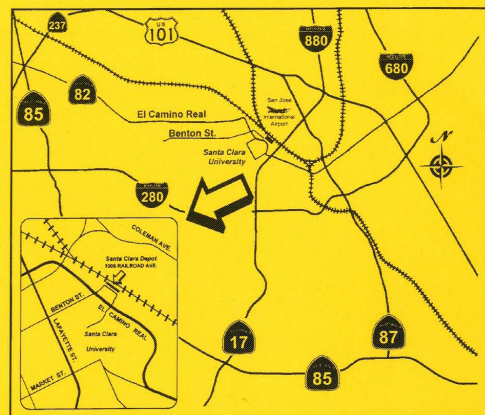 237
US
101
880
680
82
85
El Camino Real
Benton St.
San Jose
International
Airport
Santa Clara
University
N
280
COLEMAN AVE.
Santa Clara Depot
1005 RAILROAD AVE.
BENTON ST.
EL CAMINO REAL
LAFAYETTE ST.
Santa Clara
University
MARKET ST.
17
87
85